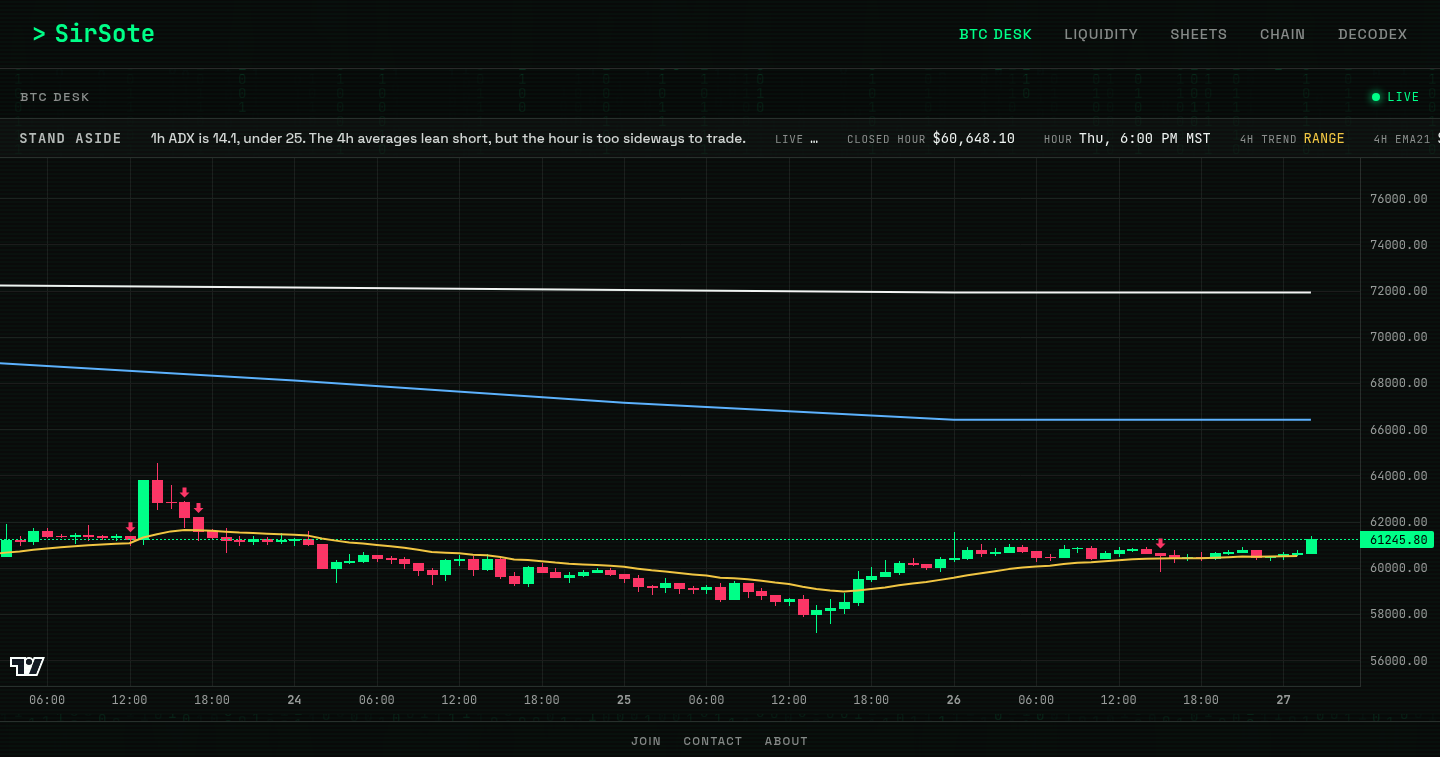 > SirSote
BTC DESK LIQUIDITY SHEETS CHAIN DECODEX
BTC DESK
LIVE
STAND ASIDE 1h ADX is 14.1, under 25. The 4h averages lean short, but the hour is too sideways to trade. LIVE … CLOSED HOUR $60,648.10 HOUR Thu, 6:00 PM MST 4H TREND RANGE 4H EMA21
76000.00
74000.00
72000.00
70000.00
68000.00
66000.00
64000.00
62000.00
61245.80
60000.00
58000.00
56000.00
06:00 12:00 18:00 24 06:00 12:00 18:00 25 06:00 12:00 18:00 26 06:00 12:00 18:00 27
JOIN CONTACT ABOUT